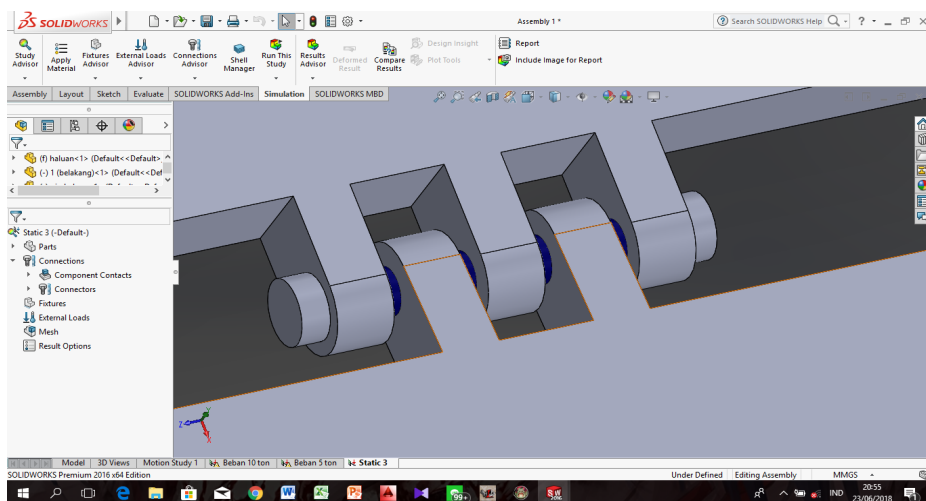 SOLIDWORKS
Assembly 1 *
Search SOLIDWORKS Help
Study Advisor
Apply Material
Fixtures Advisor
External Loads Advisor
Connections Advisor
Shell Manager
Run This Study
Results Advisor
Deformed Result
Compare Results
Design Insight
Plot Tools
Report
Include Image for Report
Assembly Layout Sketch Evaluate SOLIDWORKS Add-Ins Simulation SOLIDWORKS MBD
(f) haluan<1> (Default<<Default>
(-) 1 (belakang)<1> (Default<<Def
Static 3 (-Default-)
Parts
Connections
Component Contacts
Connectors
Fixtures
External Loads
Mesh
Result Options
Y
Z
X
Model 3D Views Motion Study 1 Beban 10 ton Beban 5 ton Static 3
SOLIDWORKS Premium 2016 x64 Edition Under Defined Editing Assembly MMGS
99+
IND
20:55
23/06/2018